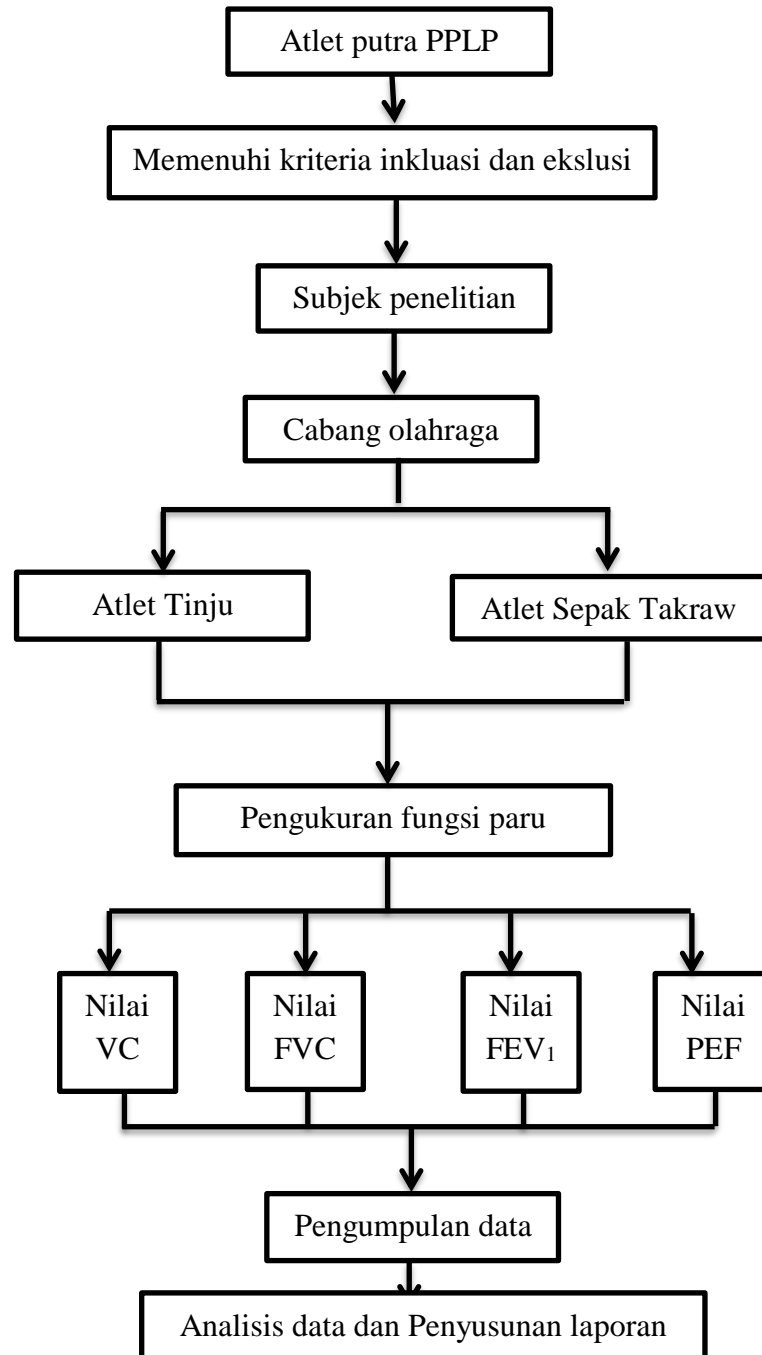 Atlet putra PPLP
Memenuhi kriteria inkluasi dan ekslusi
Subjek penelitian
Cabang olahraga
Atlet Tinju
Atlet Sepak Takraw
Pengukuran fungsi paru
Nilai
VC
Nilai
FVC
Nilai
FEV₁
Nilai
PEF
Pengumpulan data
Analisis data dan Penyusunan laporan